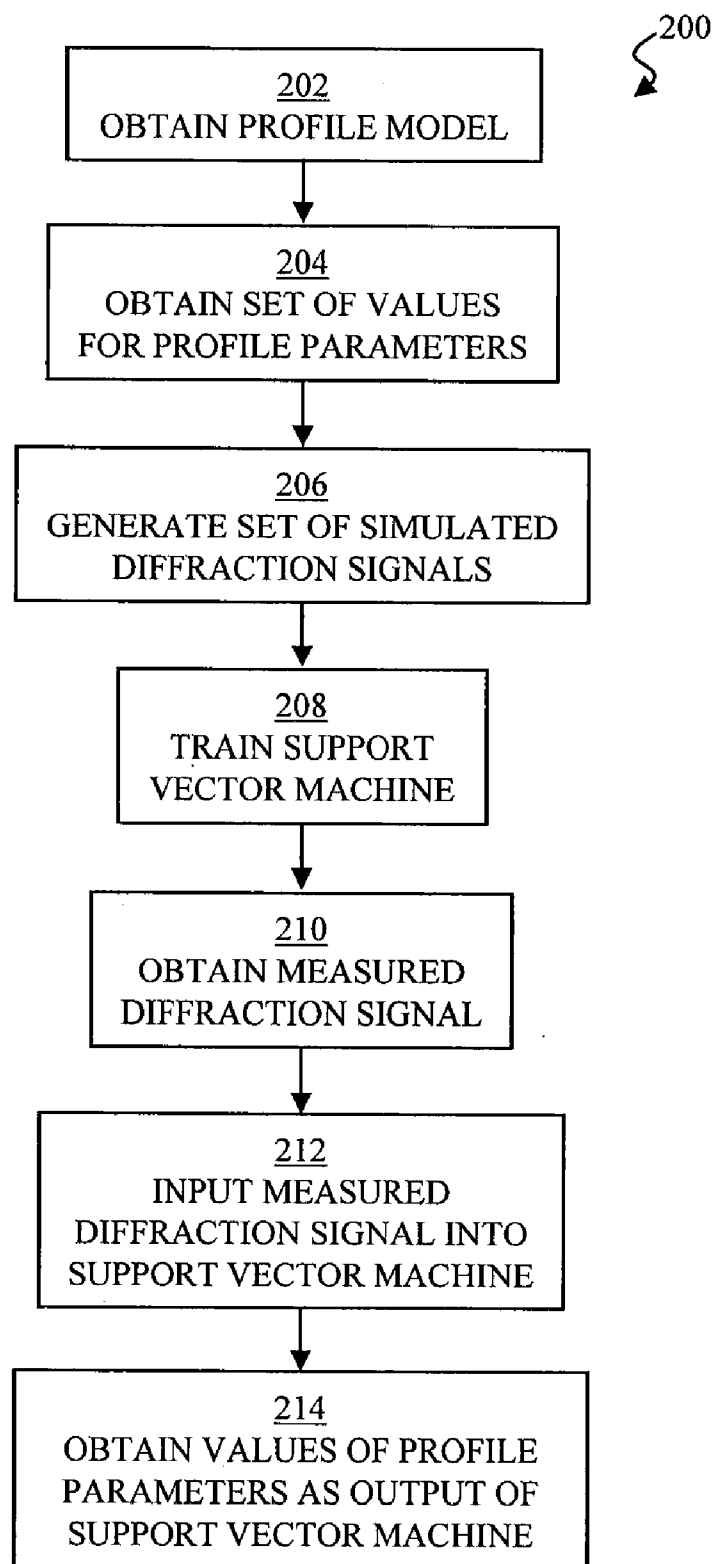 200
202
OBTAIN PROFILE MODEL
204
OBTAIN SET OF VALUES
FOR PROFILE PARAMETERS
206
GENERATE SET OF SIMULATED
DIFFRACTION SIGNALS
208
TRAIN SUPPORT
VECTOR MACHINE
210
OBTAIN MEASURED
DIFFRACTION SIGNAL
212
INPUT MEASURED
DIFFRACTION SIGNAL INTO
SUPPORT VECTOR MACHINE
214
OBTAIN VALUES OF PROFILE
PARAMETERS AS OUTPUT OF
SUPPORT VECTOR MACHINE